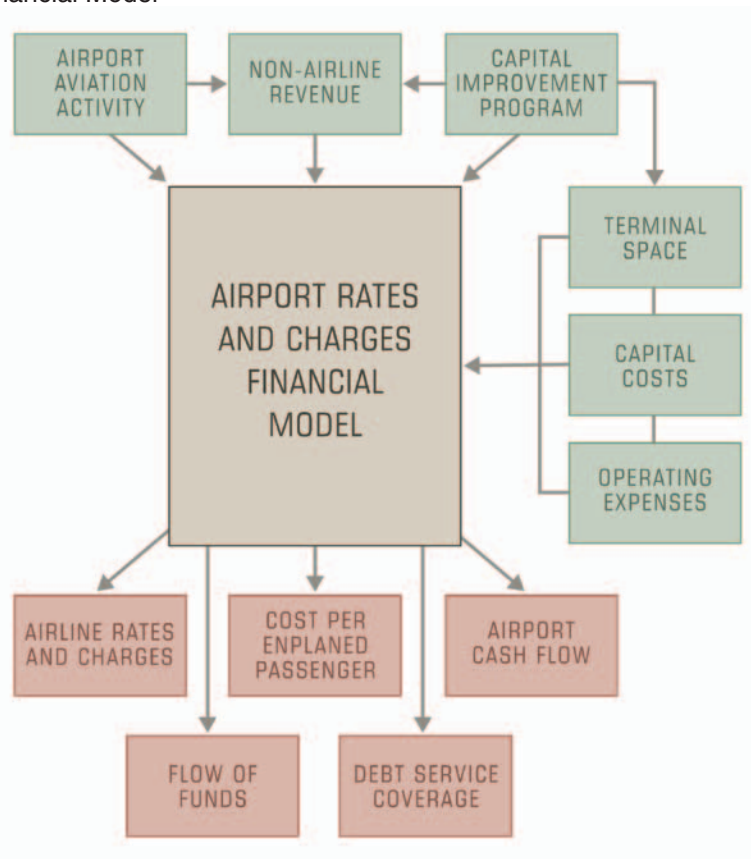 Financial Model
AIRPORT
AVIATION
ACTIVITY
NON-AIRLINE
REVENUE
CAPITAL
IMPROVEMENT
PROGRAM
TERMINAL
SPACE
AIRPORT RATES
AND CHARGES
FINANCIAL
MODEL
CAPITAL
COSTS
OPERATING
EXPENSES
AIRLINE RATES
AND CHARGES
COST PER
ENPLANED
PASSENGER
AIRPORT
CASH FLOW
FLOW OF
FUNDS
DEBT SERVICE
COVERAGE